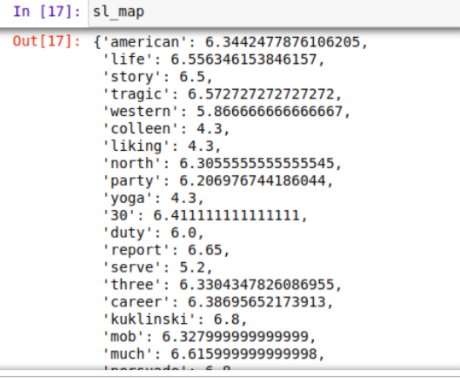 In [17]: sl_map
Out[17]: {'american': 6.3442477876106205,
'life': 6.556346153846157,
'story': 6.5,
'tragic': 6.572727272727272,
'western': 5.866666666666667,
'colleen': 4.3,
'liking': 4.3,
'north': 6.3055555555555545,
'party': 6.206976744186044,
'yoga': 4.3,
'30': 6.411111111111111,
'duty': 6.0,
'report': 6.65,
'serve': 5.2,
'three': 6.3304347826086955,
'career': 6.38695652173913,
'kuklinski': 6.8,
'mob': 6.327999999999999,
'much': 6.615999999999998,